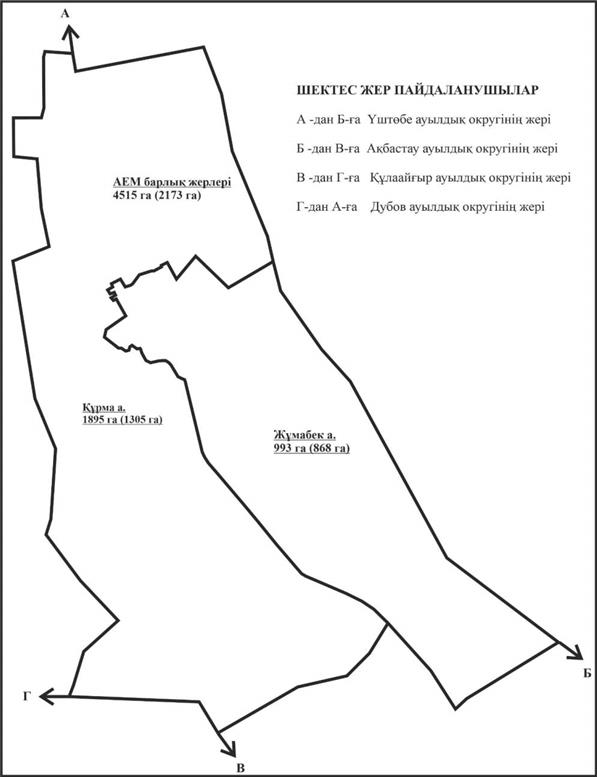 А
ШЕКТЕС ЖЕР ПАЙДАЛАНУШЫЛАР
А -дан Б-ға Үштөбе ауылдық округінің жері
Б -дан В-ға Ақбастау ауылдық округінің жері
В -дан Г-ға Құлаайғыр ауылдық округінің жері
Г-дан А-ға Дубов ауылдық округінің жері
АЕМ барлық жерлері
4515 га (2173 га)
Құрма а.
1895 га (1305 га)
Жұмабек а.
993 га (868 га)
Б
Г
В